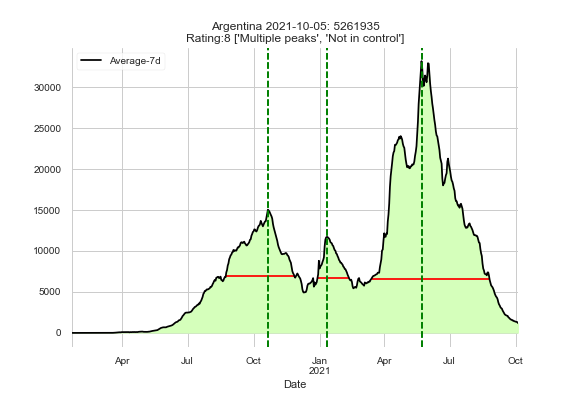 Argentina 2021-10-05: 5261935
Rating:8 ['Multiple peaks', 'Not in control']
Average-7d
30000
25000
20000
15000
10000
5000
0
Apr
Jul
Oct
Jan
2021
Apr
Jul
Oct
Date